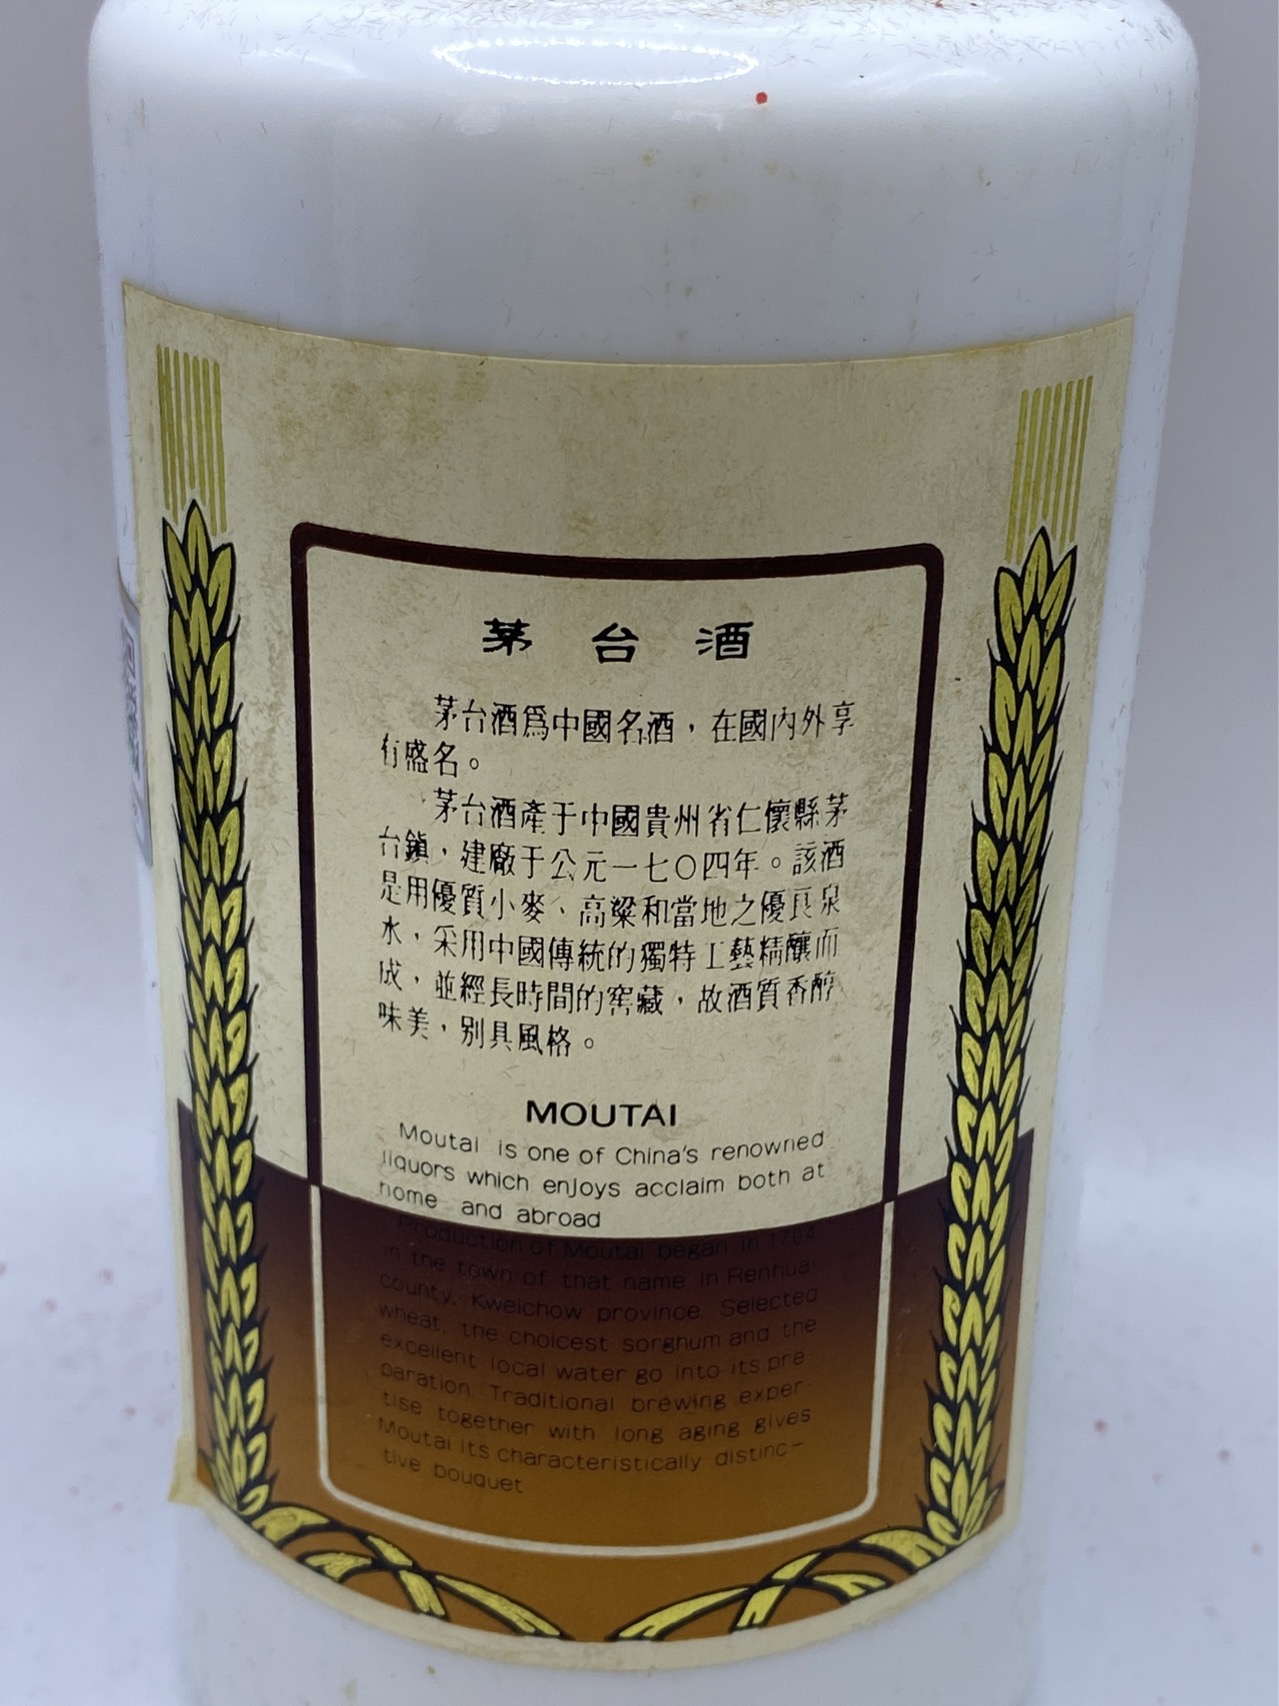 茅台酒
茅台酒爲中國名酒，在國內外享
有盛名。
茅台酒產于中國貴州省仁懷縣茅
台鎮，建廠于公元一七〇四年。該酒
是用優質小麥、高粱和當地之優良泉
水，采用中國傳統的獨特工藝精釀而
成，並經長時間的窖藏，故酒質香醇
味美，别具風格。
MOUTAI
Moutai is one of China's renowned
liquors which enjoys acclaim both at
home and abroad
Production of Moutai began in 1704
in the town of that name in Renhuai
county, Kweichow province. Selected
wheat, the choicest sorghum and the
excellent local water go into its pre-
paration. Traditional brewing exper-
tise together with long aging gives
Moutai its characteristically distinc-
tive bouquet